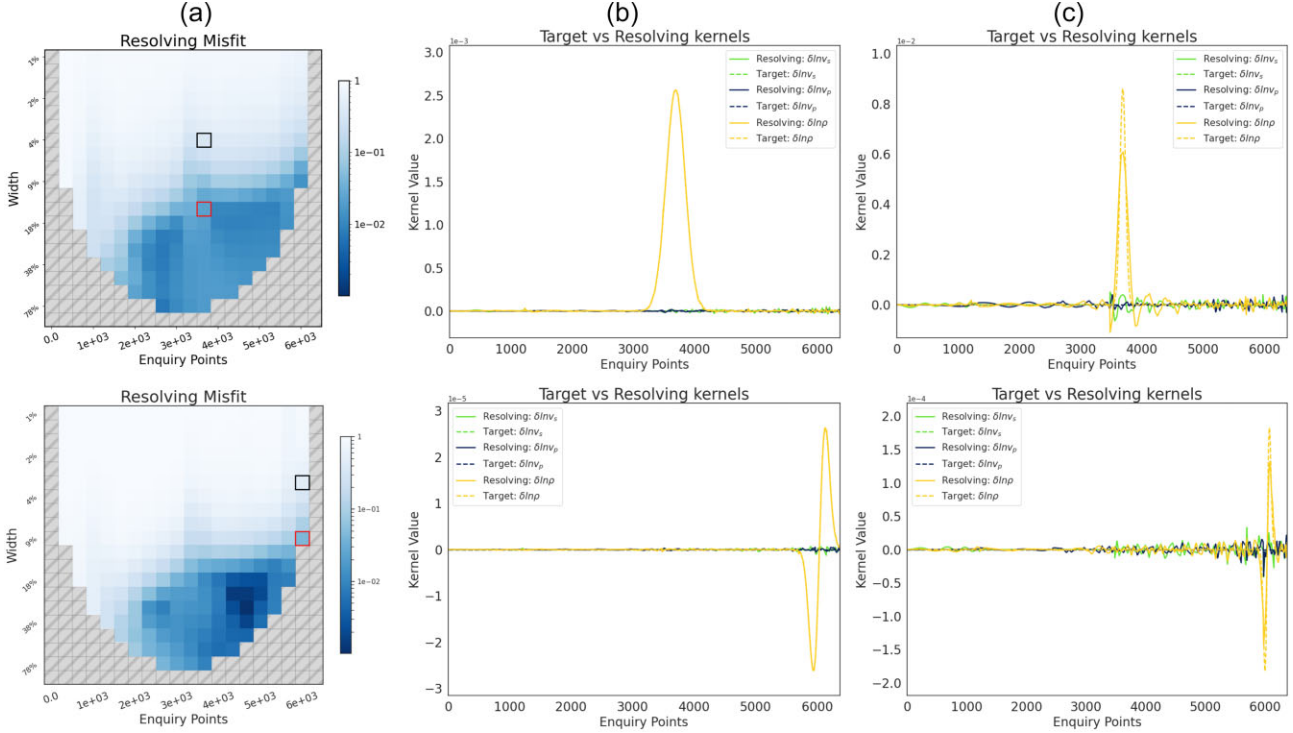 (a)
(b)
(c)
Resolving Misfit
1%
2%
4%
9%
18%
38%
78%
Width
0.0
1e+03
2e+03
3e+03
4e+03
5e+03
6e+03
Enquiry Points
1
1e-01
1e-02
Target vs Resolving kernels
1e-3
3.0
2.5
2.0
1.5
1.0
0.5
0.0
Kernel Value
0 1000 2000 3000 4000 5000 6000
Enquiry Points
Resolving: δlnvₛ
Target: δlnvₛ
Resolving: δlnvₚ
Target: δlnvₚ
Resolving: δlnρ
Target: δlnρ
Target vs Resolving kernels
1e-2
1.0
0.8
0.6
0.4
0.2
0.0
Kernel Value
0 1000 2000 3000 4000 5000 6000
Enquiry Points
Resolving: δlnvₛ
Target: δlnvₛ
Resolving: δlnvₚ
Target: δlnvₚ
Resolving: δlnρ
Target: δlnρ
Resolving Misfit
1%
2%
4%
9%
18%
38%
78%
Width
0.0
1e+03
2e+03
3e+03
4e+03
5e+03
6e+03
Enquiry Points
1
1e-01
1e-02
Target vs Resolving kernels
1e-5
3
2
1
0
−1
−2
−3
Kernel Value
0 1000 2000 3000 4000 5000 6000
Enquiry Points
Resolving: δlnvₛ
Target: δlnvₛ
Resolving: δlnvₚ
Target: δlnvₚ
Resolving: δlnρ
Target: δlnρ
Target vs Resolving kernels
1e-4
2.0
1.5
1.0
0.5
0.0
−0.5
−1.0
−1.5
−2.0
Kernel Value
0 1000 2000 3000 4000 5000 6000
Enquiry Points
Resolving: δlnvₛ
Target: δlnvₛ
Resolving: δlnvₚ
Target: δlnvₚ
Resolving: δlnρ
Target: δlnρ